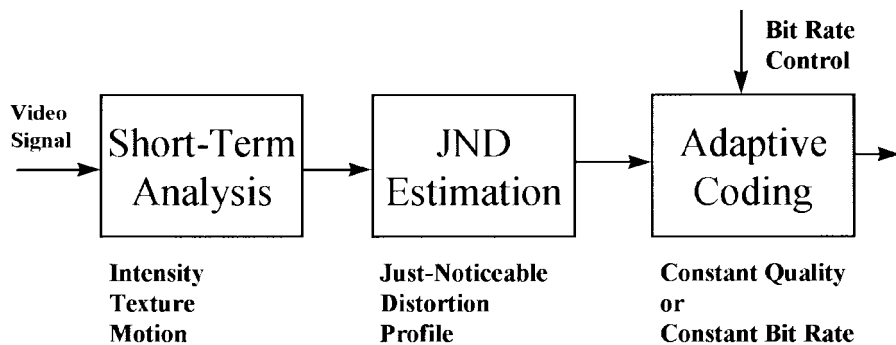 Bit Rate
Control
Video
Signal
Short-Term
Analysis
JND
Estimation
Adaptive
Coding
Intensity
Texture
Motion
Just-Noticeable
Distortion
Profile
Constant Quality
or
Constant Bit Rate